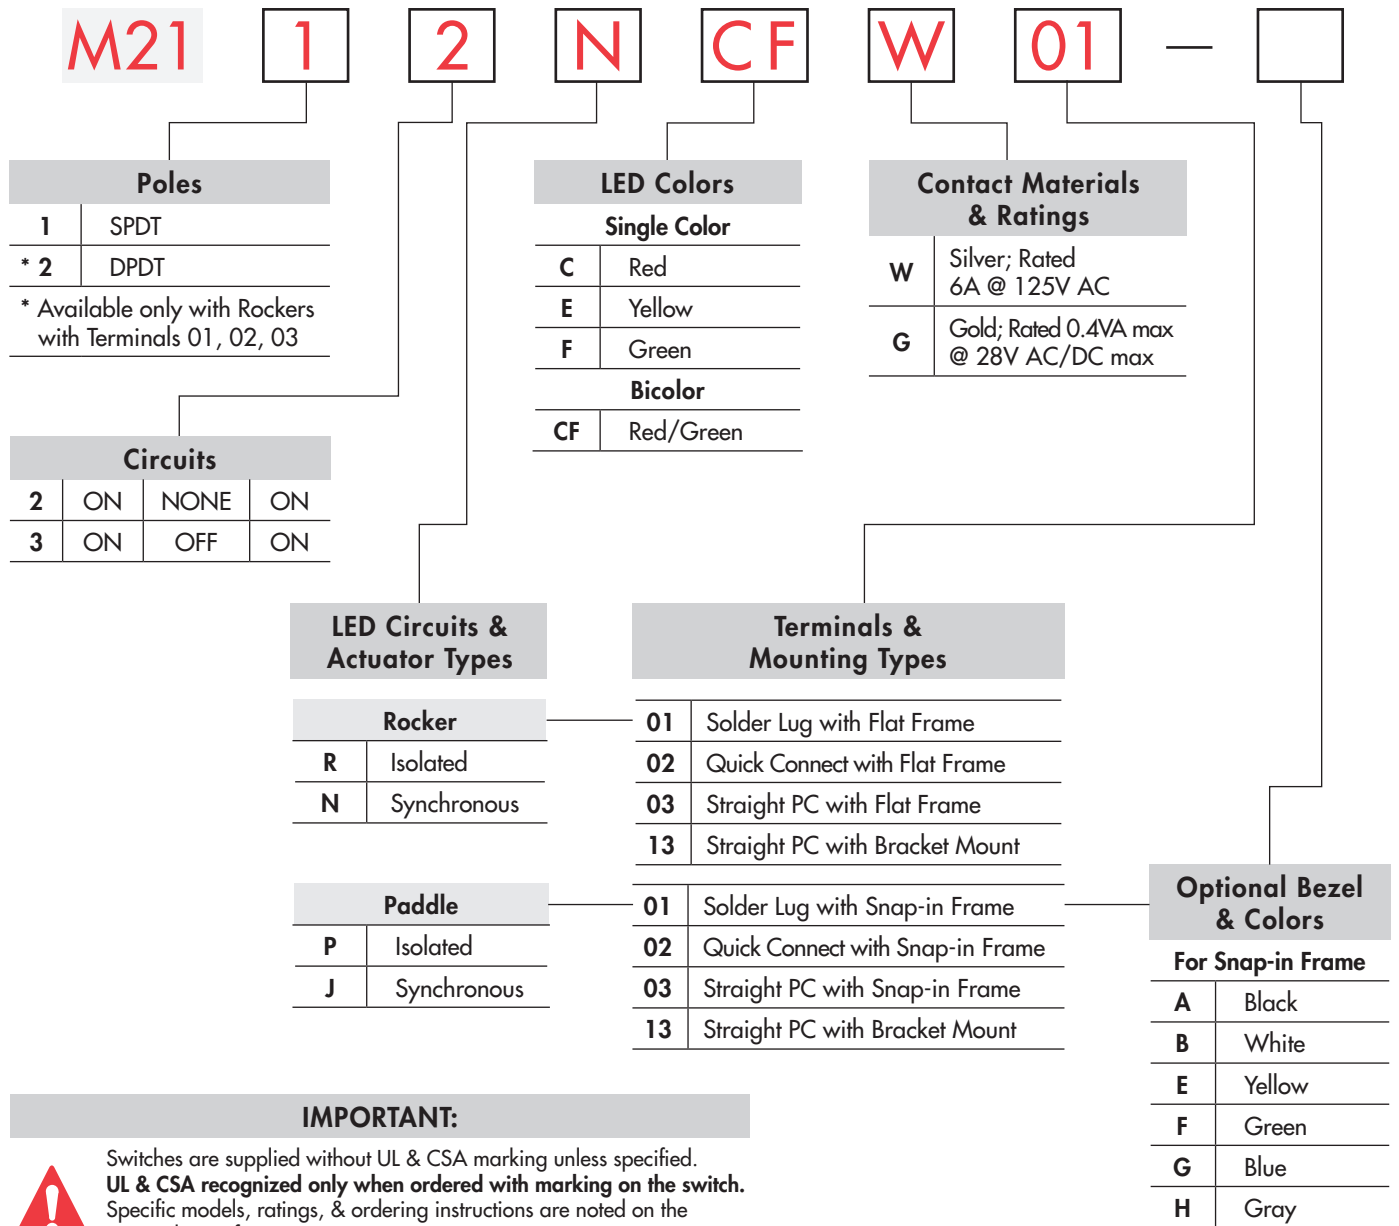 M21 1 2 N CF W 01 —
Poles
1 SPDT
* 2 DPDT
* Available only with Rockers
with Terminals 01, 02, 03
LED Colors
Single Color
C Red
E Yellow
F Green
Bicolor
CF Red/Green
Contact Materials
& Ratings
W Silver; Rated
6A @ 125V AC
G Gold; Rated 0.4VA max
@ 28V AC/DC max
Circuits
2 ON NONE ON
3 ON OFF ON
LED Circuits &
Actuator Types
Rocker
R Isolated
N Synchronous
Paddle
P Isolated
J Synchronous
Terminals &
Mounting Types
01 Solder Lug with Flat Frame
02 Quick Connect with Flat Frame
03 Straight PC with Flat Frame
13 Straight PC with Bracket Mount
01 Solder Lug with Snap-in Frame
02 Quick Connect with Snap-in Frame
03 Straight PC with Snap-in Frame
13 Straight PC with Bracket Mount
Optional Bezel
& Colors
For Snap-in Frame
A Black
B White
E Yellow
F Green
G Blue
H Gray
IMPORTANT:
Switches are supplied without UL & CSA marking unless specified.
UL & CSA recognized only when ordered with marking on the switch.
Specific models, ratings, & ordering instructions are noted on the